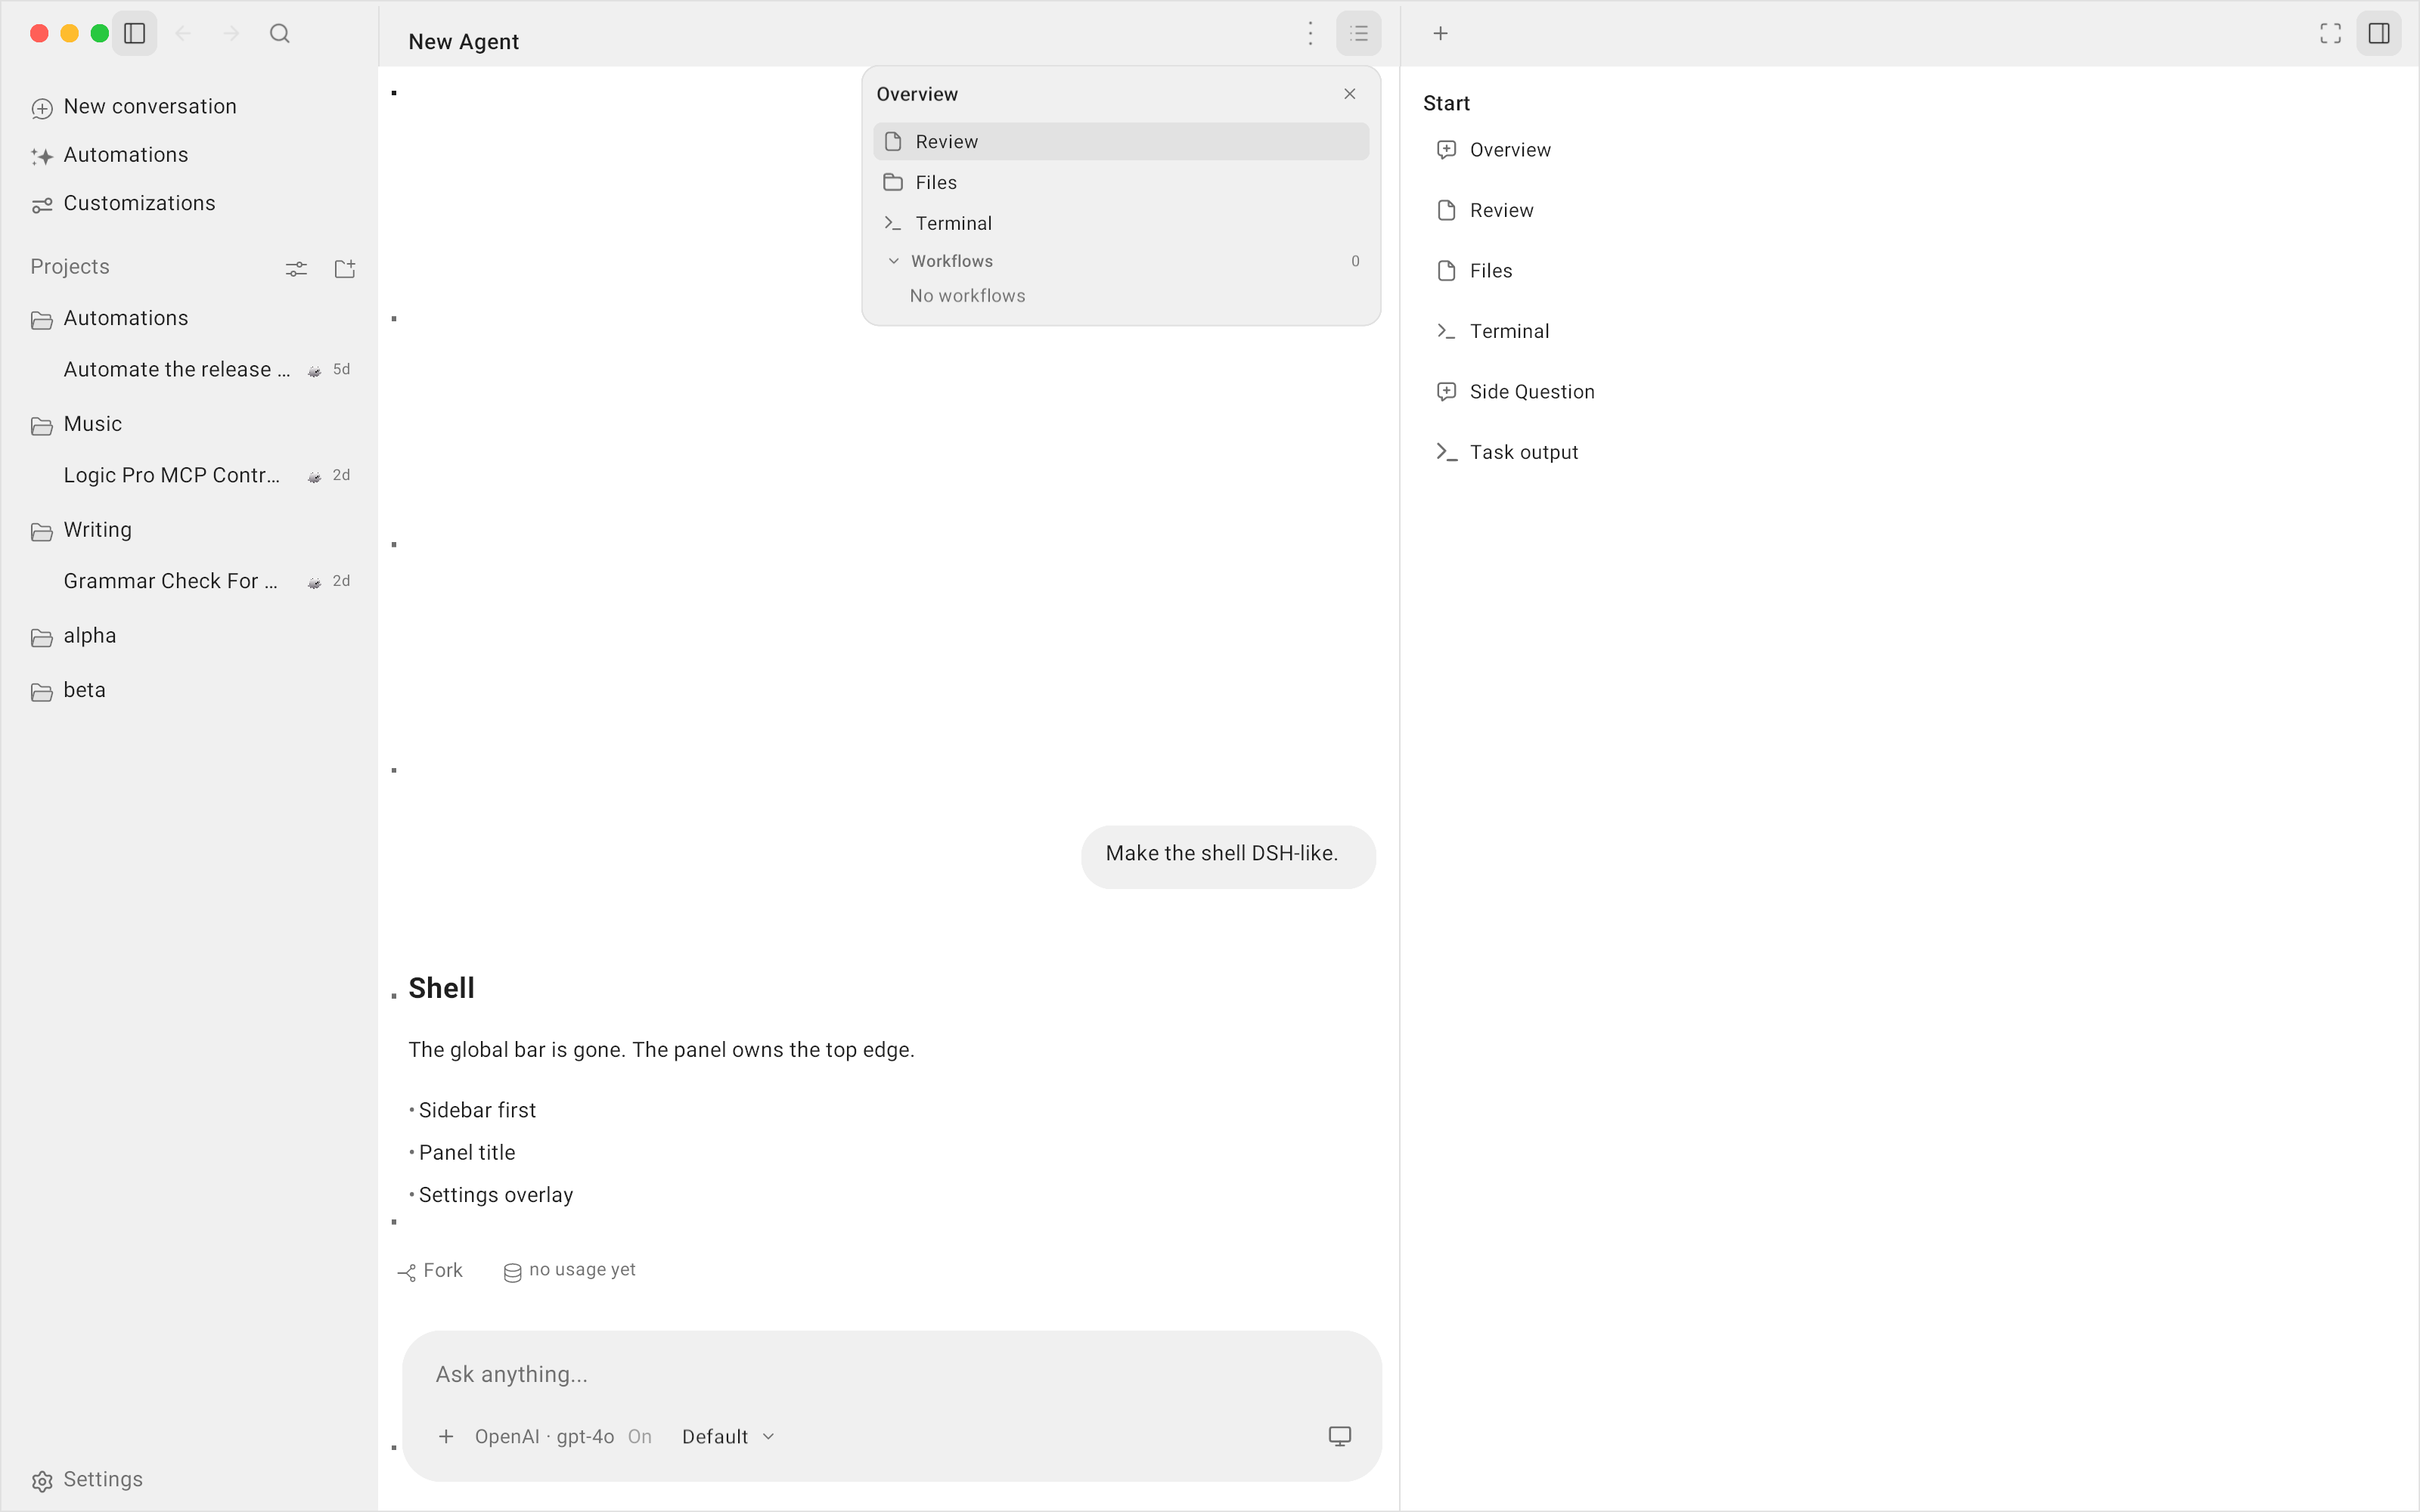 New conversation
Automations
Customizations
Projects
Automations
Automate the release ...
5d
Music
Logic Pro MCP Contr...
2d
Writing
Grammar Check For ...
2d
alpha
beta
Settings
New Agent
Overview
Review
Files
Terminal
Workflows
0
No workflows
Make the shell DSH-like.
Shell
The global bar is gone. The panel owns the top edge.
• Sidebar first
• Panel title
• Settings overlay
Fork
no usage yet
Ask anything...
OpenAI · gpt-4o On Default
Start
Overview
Review
Files
Terminal
Side Question
Task output